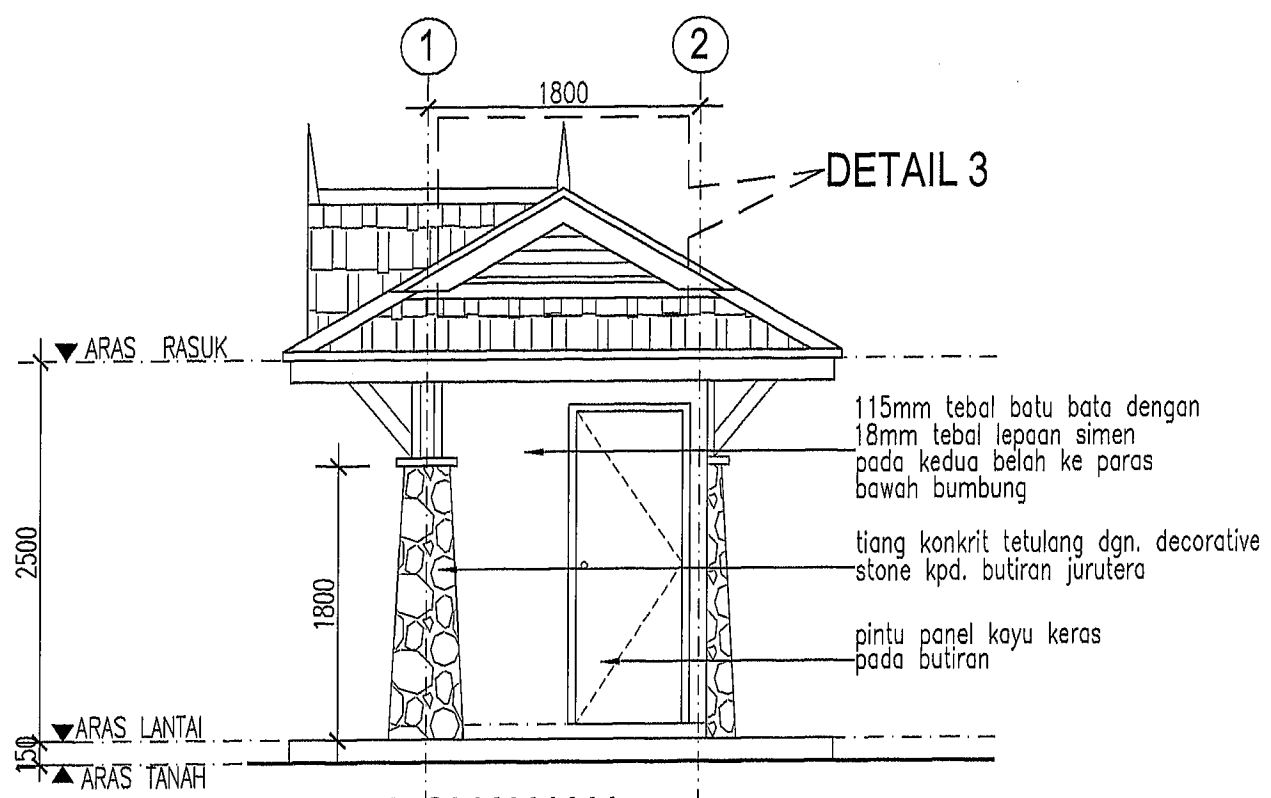 1
2
1800
DETAIL 3
ARAS RASUK
115mm tebal batu bata dengan
18mm tebal lepaan simen
pada kedua belah ke paras
bawah bumbung
2500
1800
tiang konkrit tetulang dgn. decorative
stone kpd. butiran jurutera
pintu panel kayu keras
pada butiran
ARAS LANTAI
150
ARAS TANAH